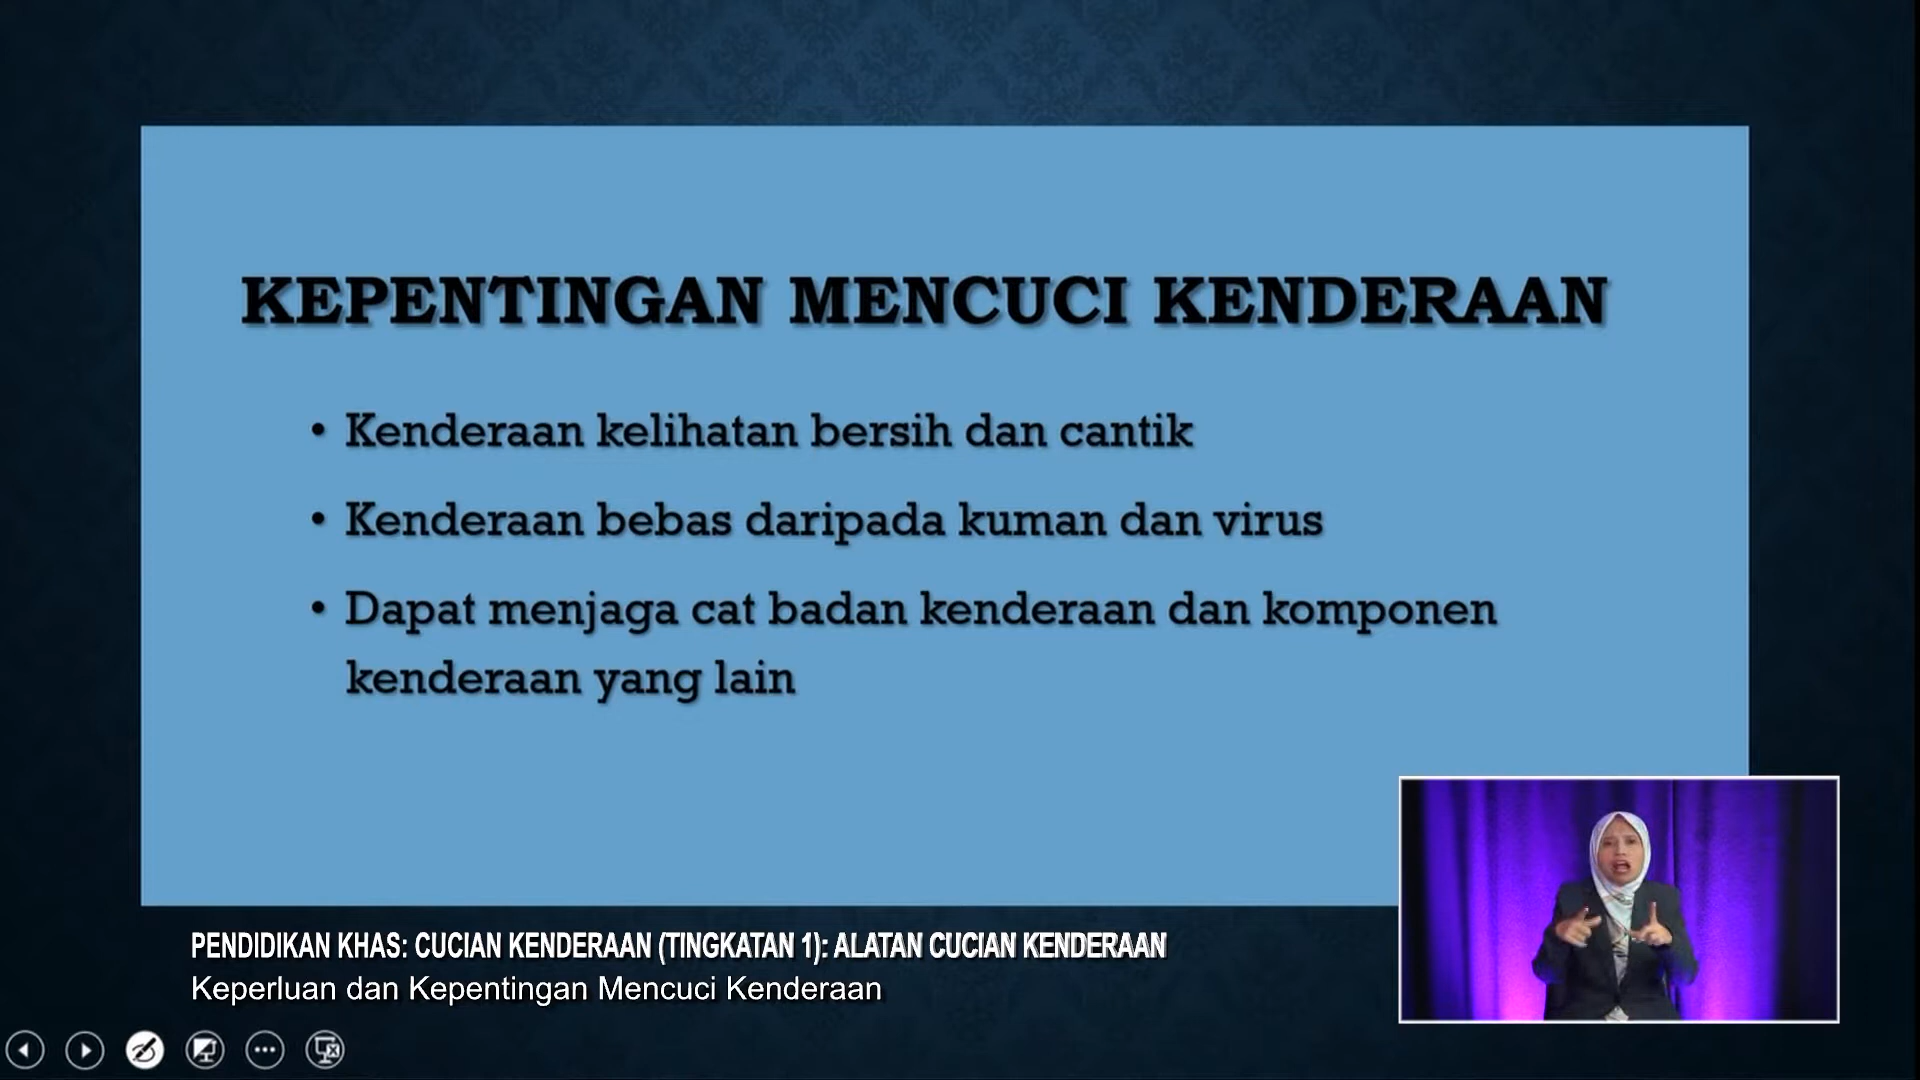 KEPENTINGAN MENCUCI KENDERAAN
• Kenderaan kelihatan bersih dan cantik
• Kenderaan bebas daripada kuman dan virus
• Dapat menjaga cat badan kenderaan dan komponen
kenderaan yang lain
PENDIDIKAN KHAS: CUCIAN KENDERAAN (TINGKATAN 1): ALATAN CUCIAN KENDERAAN
Keperluan dan Kepentingan Mencuci Kenderaan